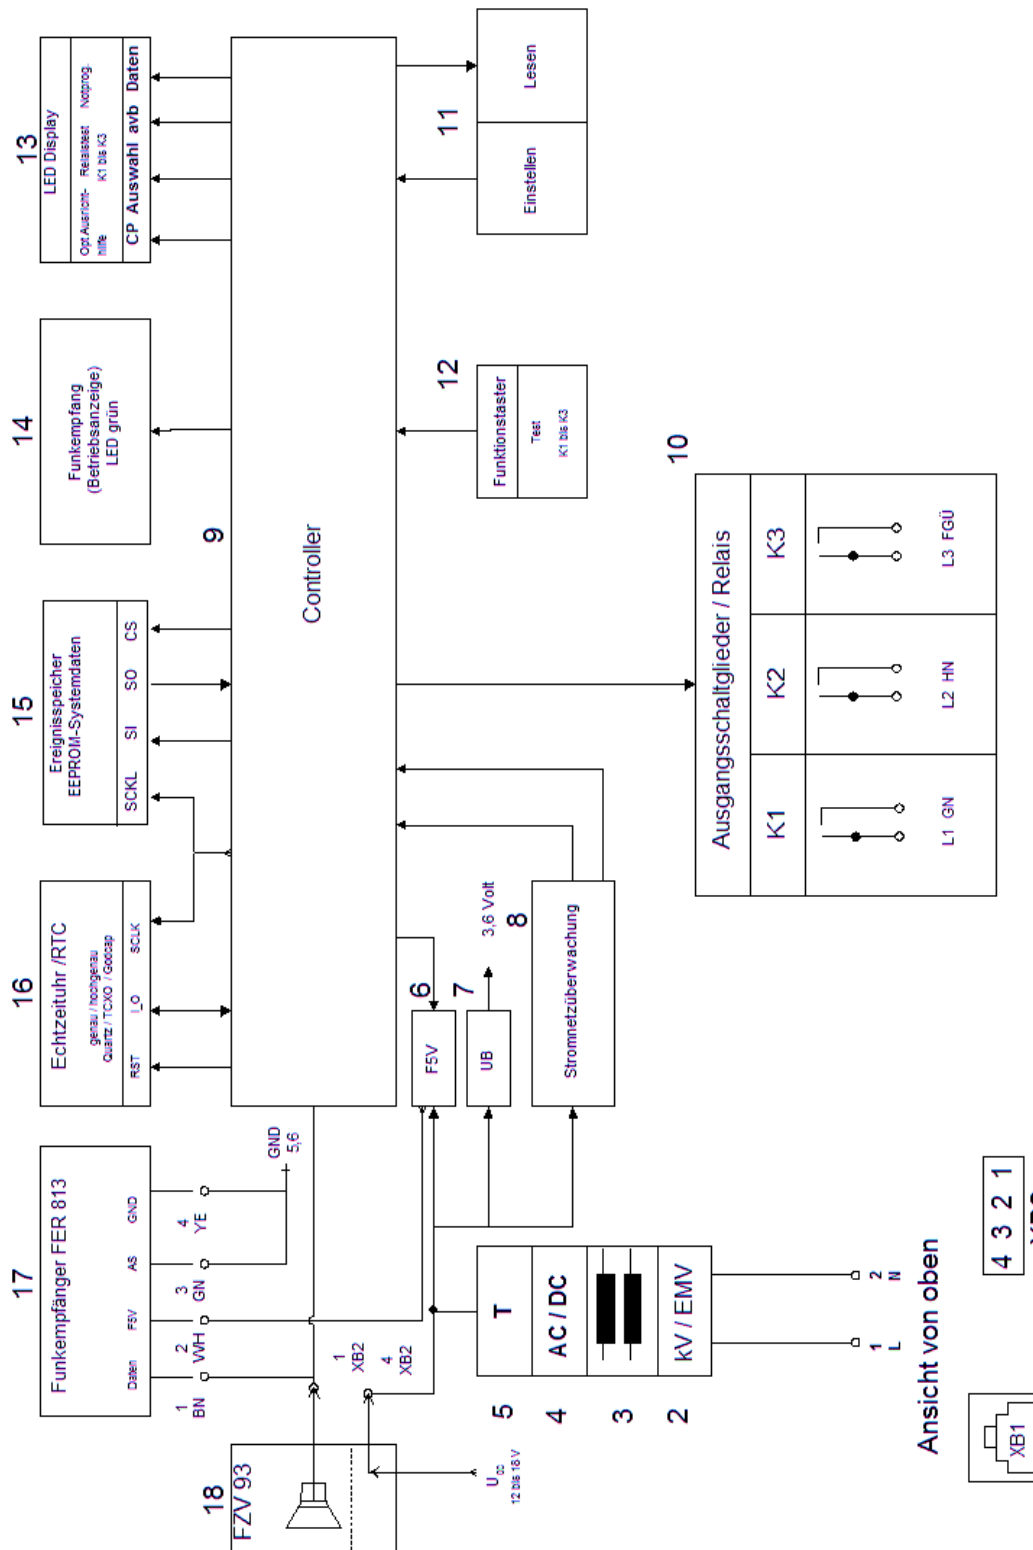 18
FZV 93
17
Funkempfänger FER 813
Daten
F5V
AS
GND
1
BN
2
WH
3
GN
4
YE
GND
5,6
1
XB2
4
XB2
U
12 bis 18 V
16
Echtzeituhr /RTC
genau / hochgenau
Quartz / TCXO / Godcap
RST
I_O
SCLK
15
Ereignisspeicher
EEPROM-Systemdaten
SCKL
SI
SO
CS
14
Funkempfang
(Betriebsanzeige)
LED grün
13
LED Display
Opt Ausricht-
hilfe
Relaistest
K1 bis K3
Notprog.
CP Auswahl avb Daten
9
Controller
6
F5V
7
UB
3,6 Volt
8
Stromnetzüberwachung
12
Funktionstaster
Test
K1 bis K3
11
Einstellen
Lesen
10
Ausgangsschaltglieder / Relais
K1
K2
K3
L1 GN
L2 HN
L3 FGÜ
5
T
4
AC / DC
3
2
kV / EMV
1
L
2
N
Ansicht von oben
XB1
4 3 2 1